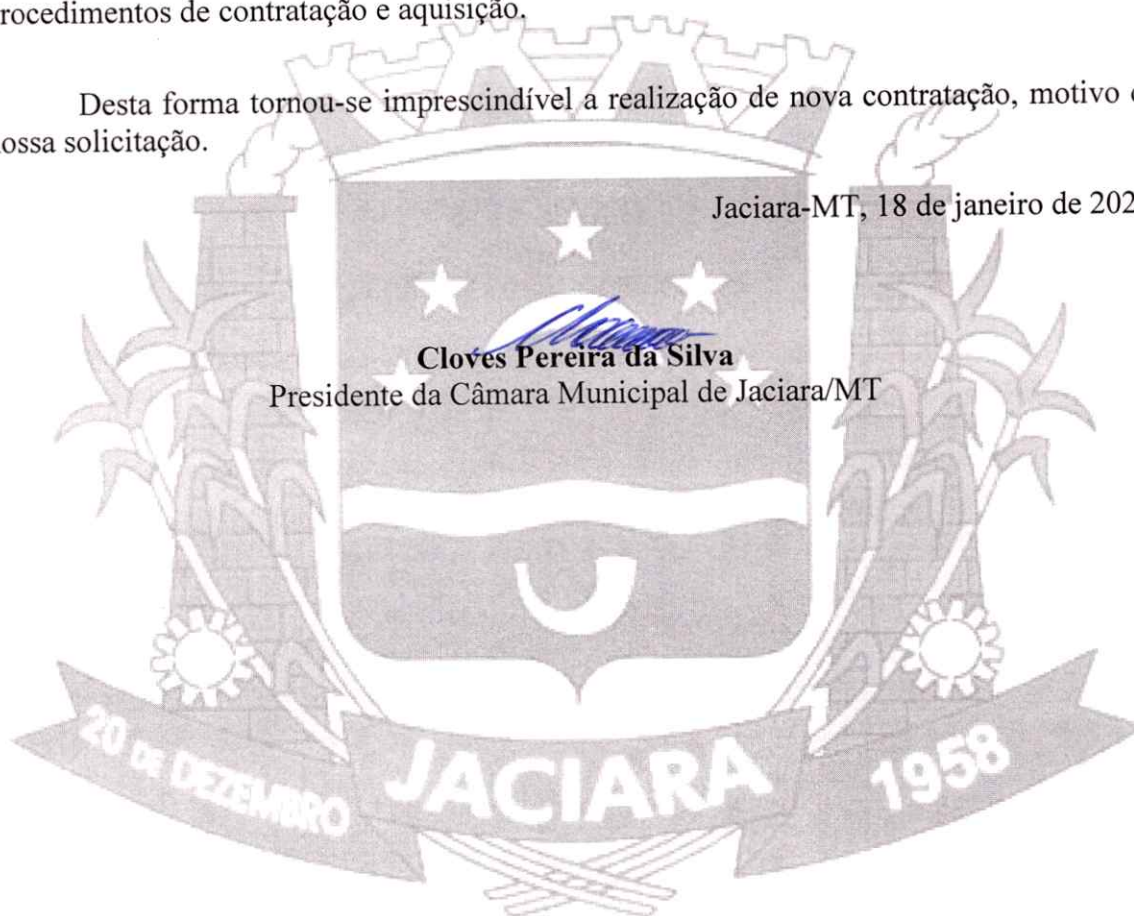 rocedimentos de contratação e aquisição.
Desta forma tornou-se imprescindível a realização de nova contratação, motivo
ossa solicitação.
Jaciara-MT, 18 de janeiro de 202
Cloves Pereira da Silva
Presidente da Câmara Municipal de Jaciara/MT
20 DE DEZEMBRO
JACIARA
1958